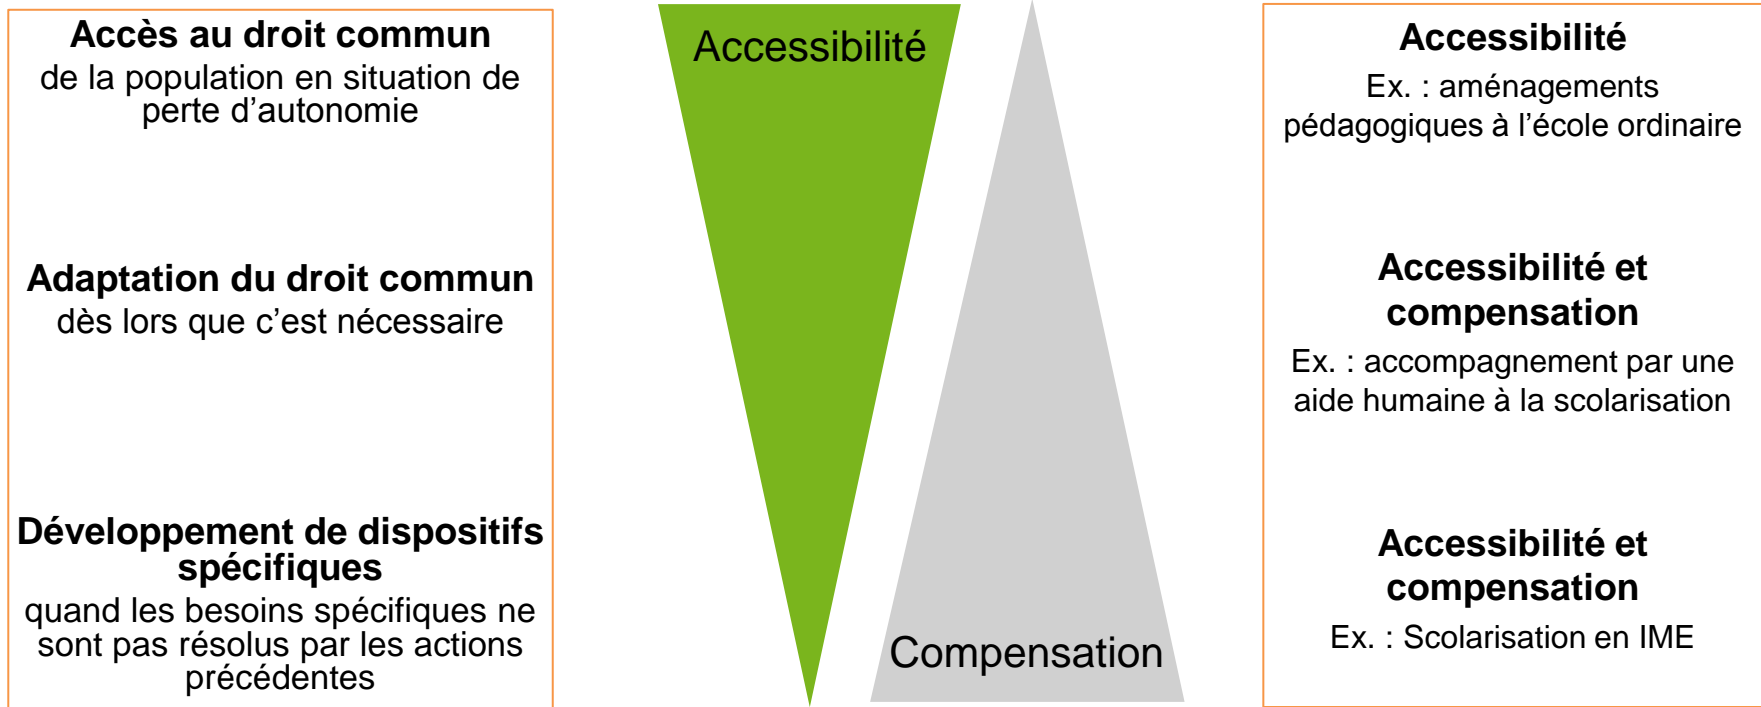 Accès au droit commun
de la population en situation de
perte d’autonomie
Adaptation du droit commun
dès lors que c’est nécessaire
Développement de dispositifs
spécifiques
quand les besoins spécifiques ne
sont pas résolus par les actions
précédentes
Accessibilité
Compensation
Accessibilité
Ex. : aménagements
pédagogiques à l’école ordinaire
Accessibilité et
compensation
Ex. : accompagnement par une
aide humaine à la scolarisation
Accessibilité et
compensation
Ex. : Scolarisation en IME